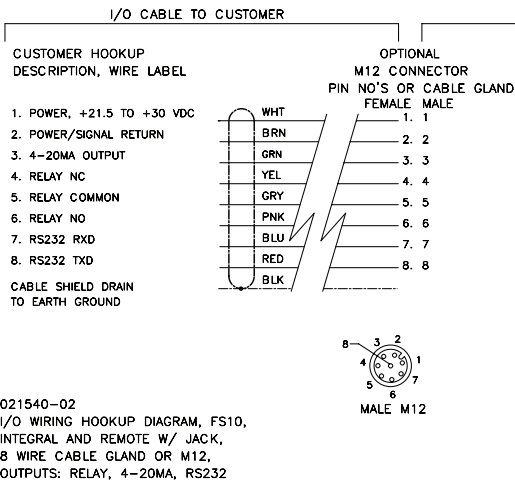 I/O CABLE TO CUSTOMER
CUSTOMER HOOKUP
DESCRIPTION, WIRE LABEL
OPTIONAL
M12 CONNECTOR
PIN NO'S OR CABLE GLAND
FEMALE MALE
1. POWER, +21.5 TO +30 VDC WHT 1. 1
2. POWER/SIGNAL RETURN BRN 2. 2
3. 4-20MA OUTPUT GRN 3. 3
4. RELAY NC YEL 4. 4
5. RELAY COMMON GRY 5. 5
6. RELAY NO PNK 6. 6
7. RS232 RXD BLU 7. 7
8. RS232 TXD RED 8. 8
CABLE SHIELD DRAIN BLK
TO EARTH GROUND
8 3 2
4 1
5 7
6
MALE M12
021540-02
I/O WIRING HOOKUP DIAGRAM, FS10,
INTEGRAL AND REMOTE W/ JACK,
8 WIRE CABLE GLAND OR M12,
OUTPUTS: RELAY, 4-20MA, RS232